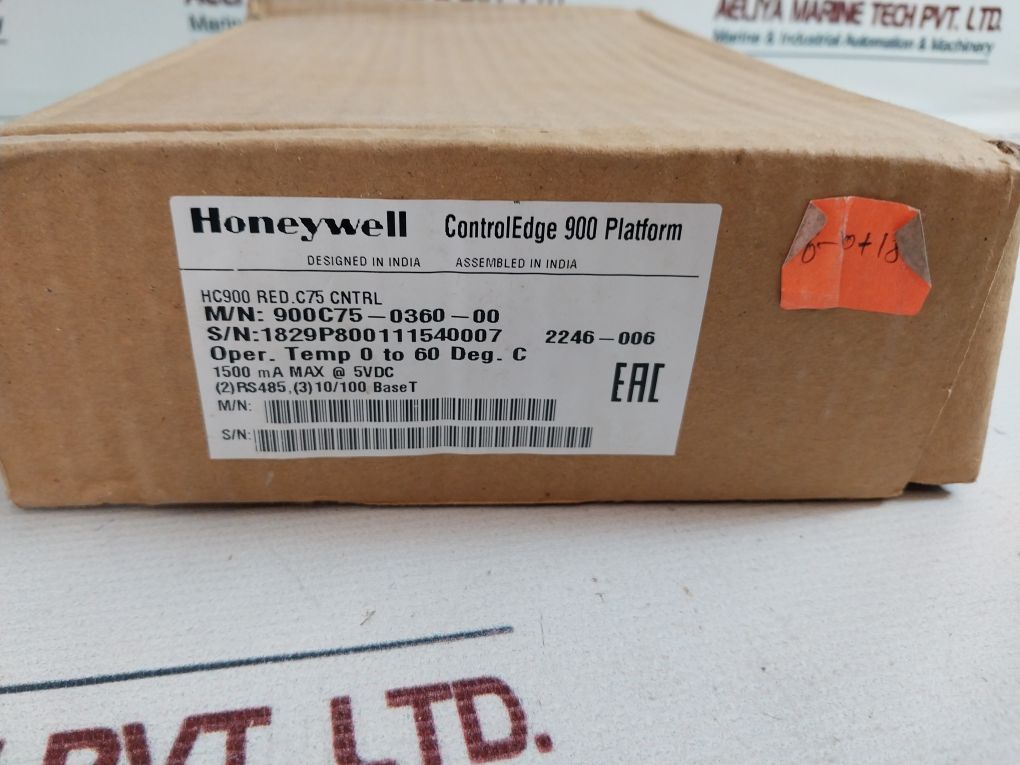 AELIYA MARINE TECH PVT. LTD.
Marine & Industrial Automation & Machinery
Honeywell ControlEdge 900 Platform
DESIGNED IN INDIA ASSEMBLED IN INDIA
HC900 RED.C75 CNTRL
M/N: 900C75-0360-00
S/N:1829P800111540007 2246-006
Oper. Temp 0 to 60 Deg. C
1500 mA MAX @ 5VDC
(2)RS485,(3)10/100 BaseT
EAC
M/N:
S/N:
PVT. LTD.